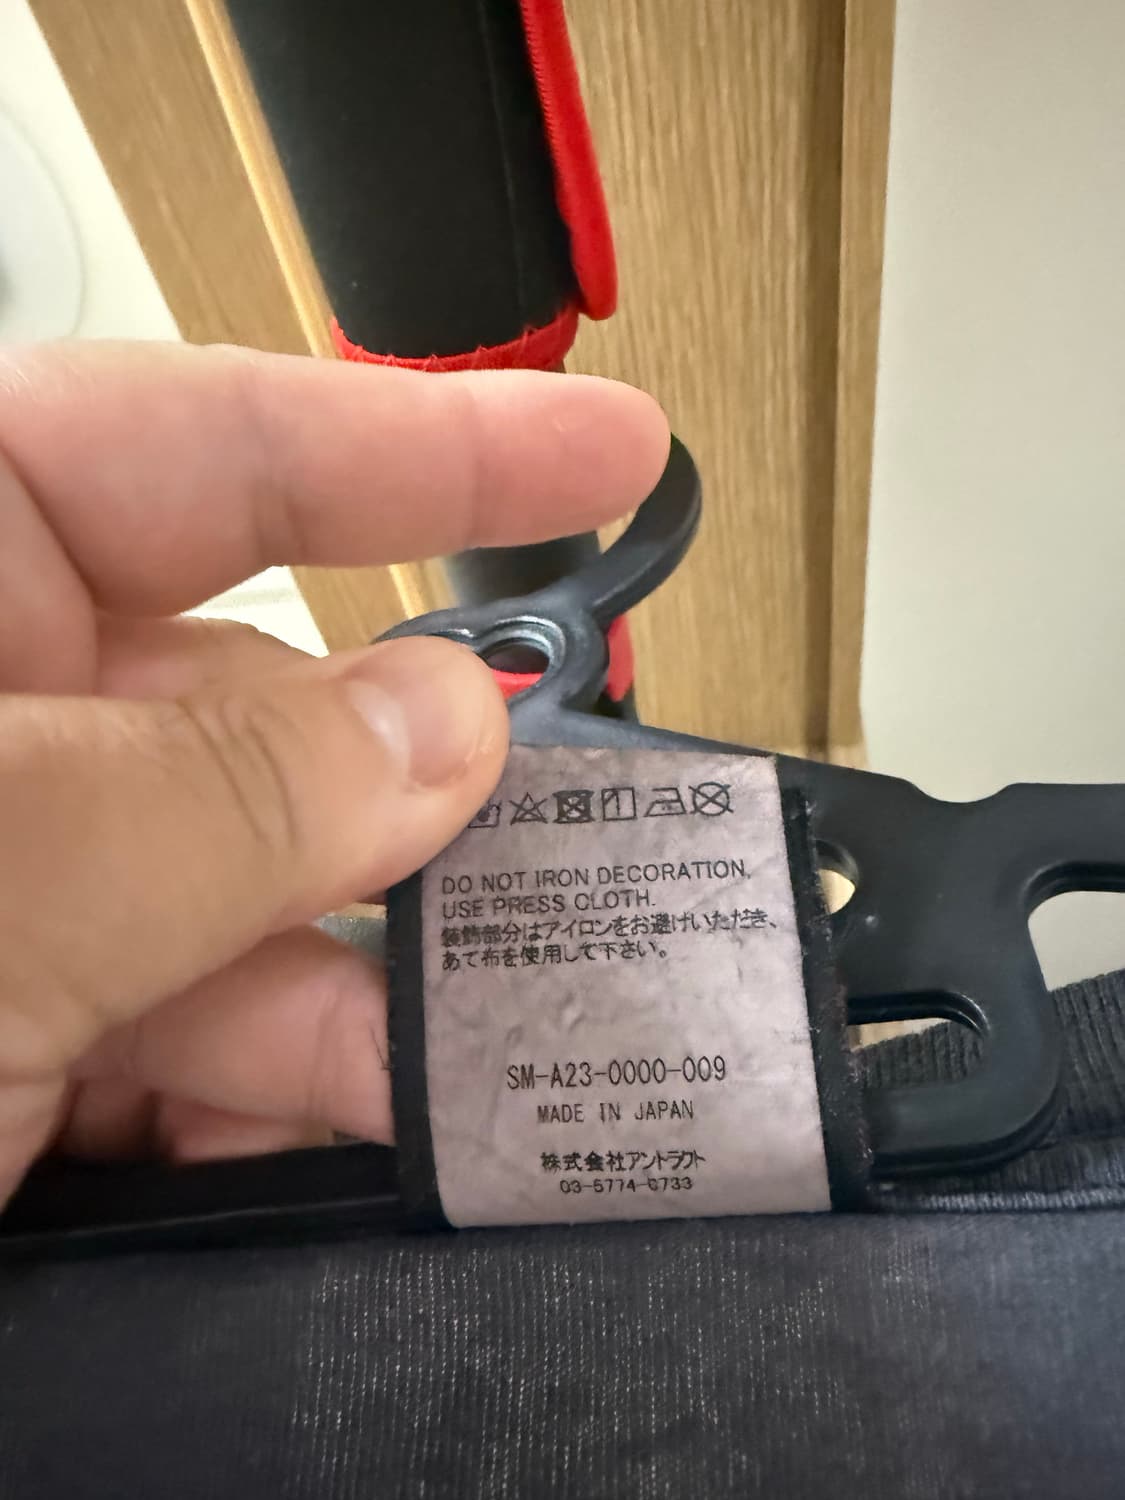 DO NOT IRON DECORATION,
USE PRESS CLOTH.
装飾部分はアイロンをお避けいただき、
あて布を使用して下さい。
SM-A23-0000-009
MADE IN JAPAN
株式会社アントラクト
03-5774-6733